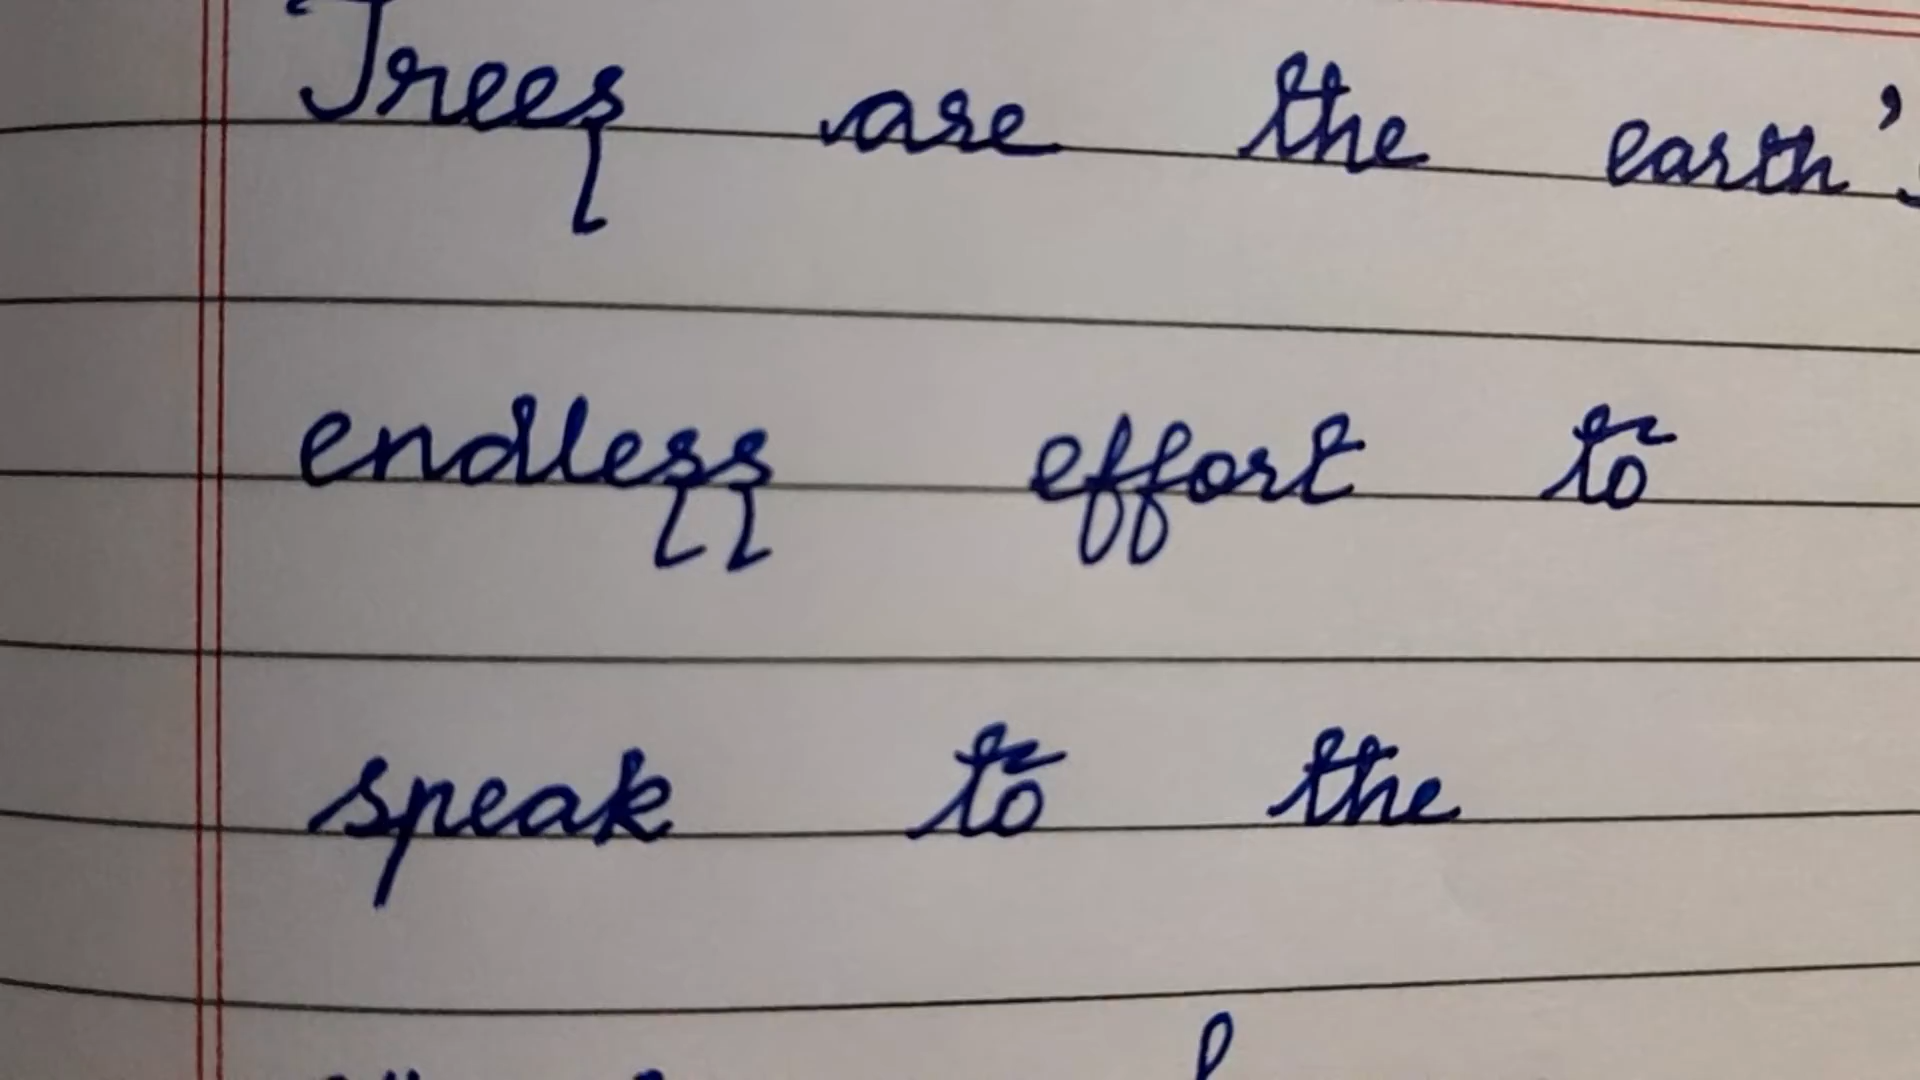 Trees are the earth's
endless effort to
speak to the